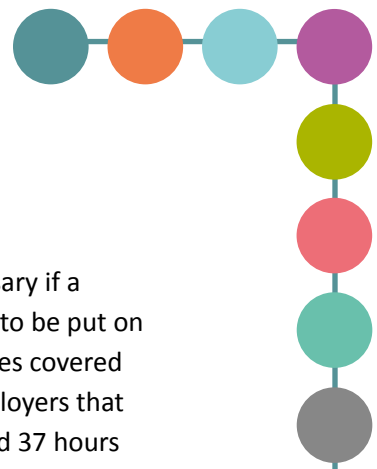 ary if a
to be put on
es covered
loyers that
d 37 hours